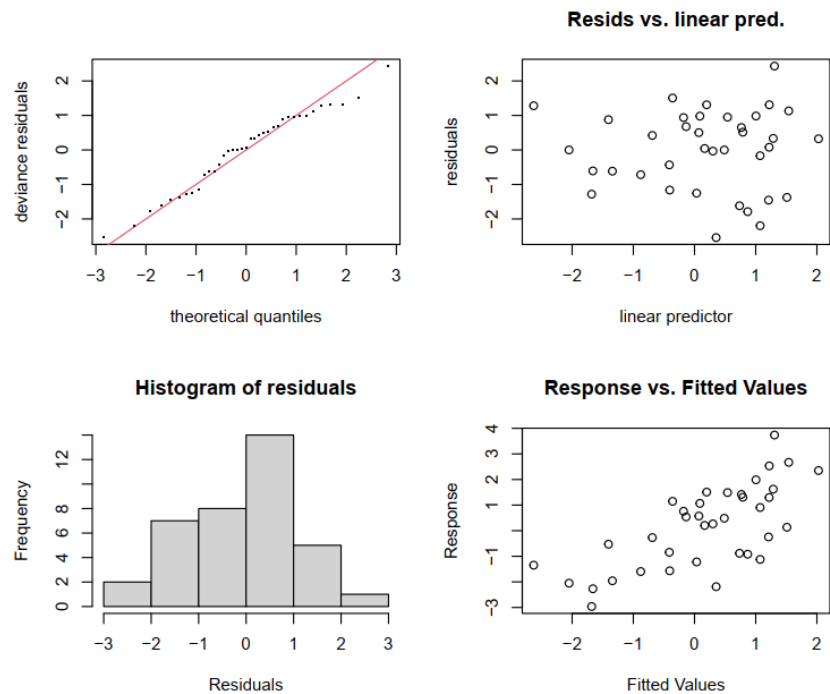 Resids vs. linear pred.
deviance residuals
2
1
0
−1
−2
−3 −2 −1 0 1 2 3
theoretical quantiles
residuals
2
1
0
−1
−2
−2 −1 0 1 2
linear predictor
Histogram of residuals
Frequency
12
8
6
4
2
0
−3 −2 −1 0 1 2 3
Residuals
Response vs. Fitted Values
Response
4
3
2
1
−1
−3
−2 −1 0 1 2
Fitted Values